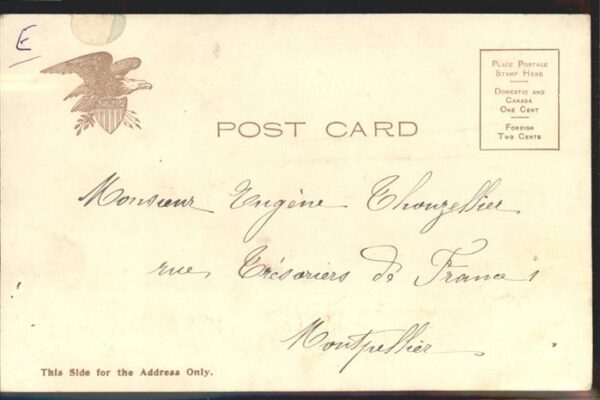 E
PLACE POSTAGE
STAMP HERE
DOMESTIC AND
CANADA
ONE CENT
FOREIGN
TWO CENTS
POST CARD
Monsieur Eugène Thouzellier
rue Trésoriers de France
Montpellier
This Side for the Address Only.